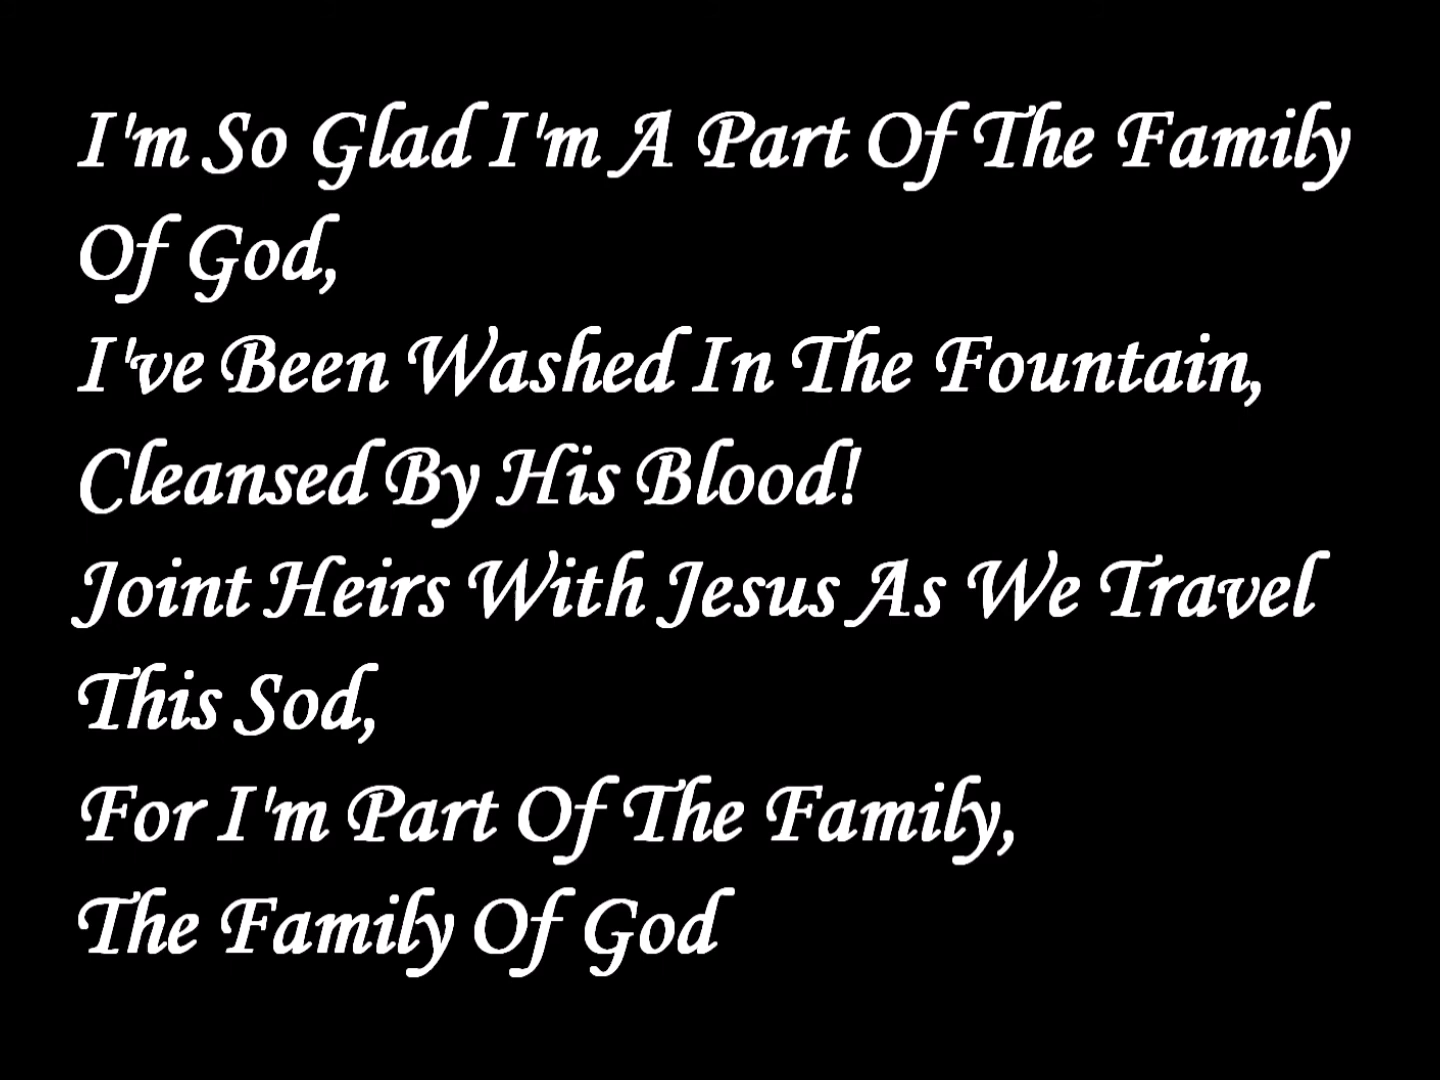 I'm So Glad I'm A Part Of The Family
Of God,
I've Been Washed In The Fountain,
Cleansed By His Blood!
Joint Heirs With Jesus As We Travel
This Sod,
For I'm Part Of The Family,
The Family Of God